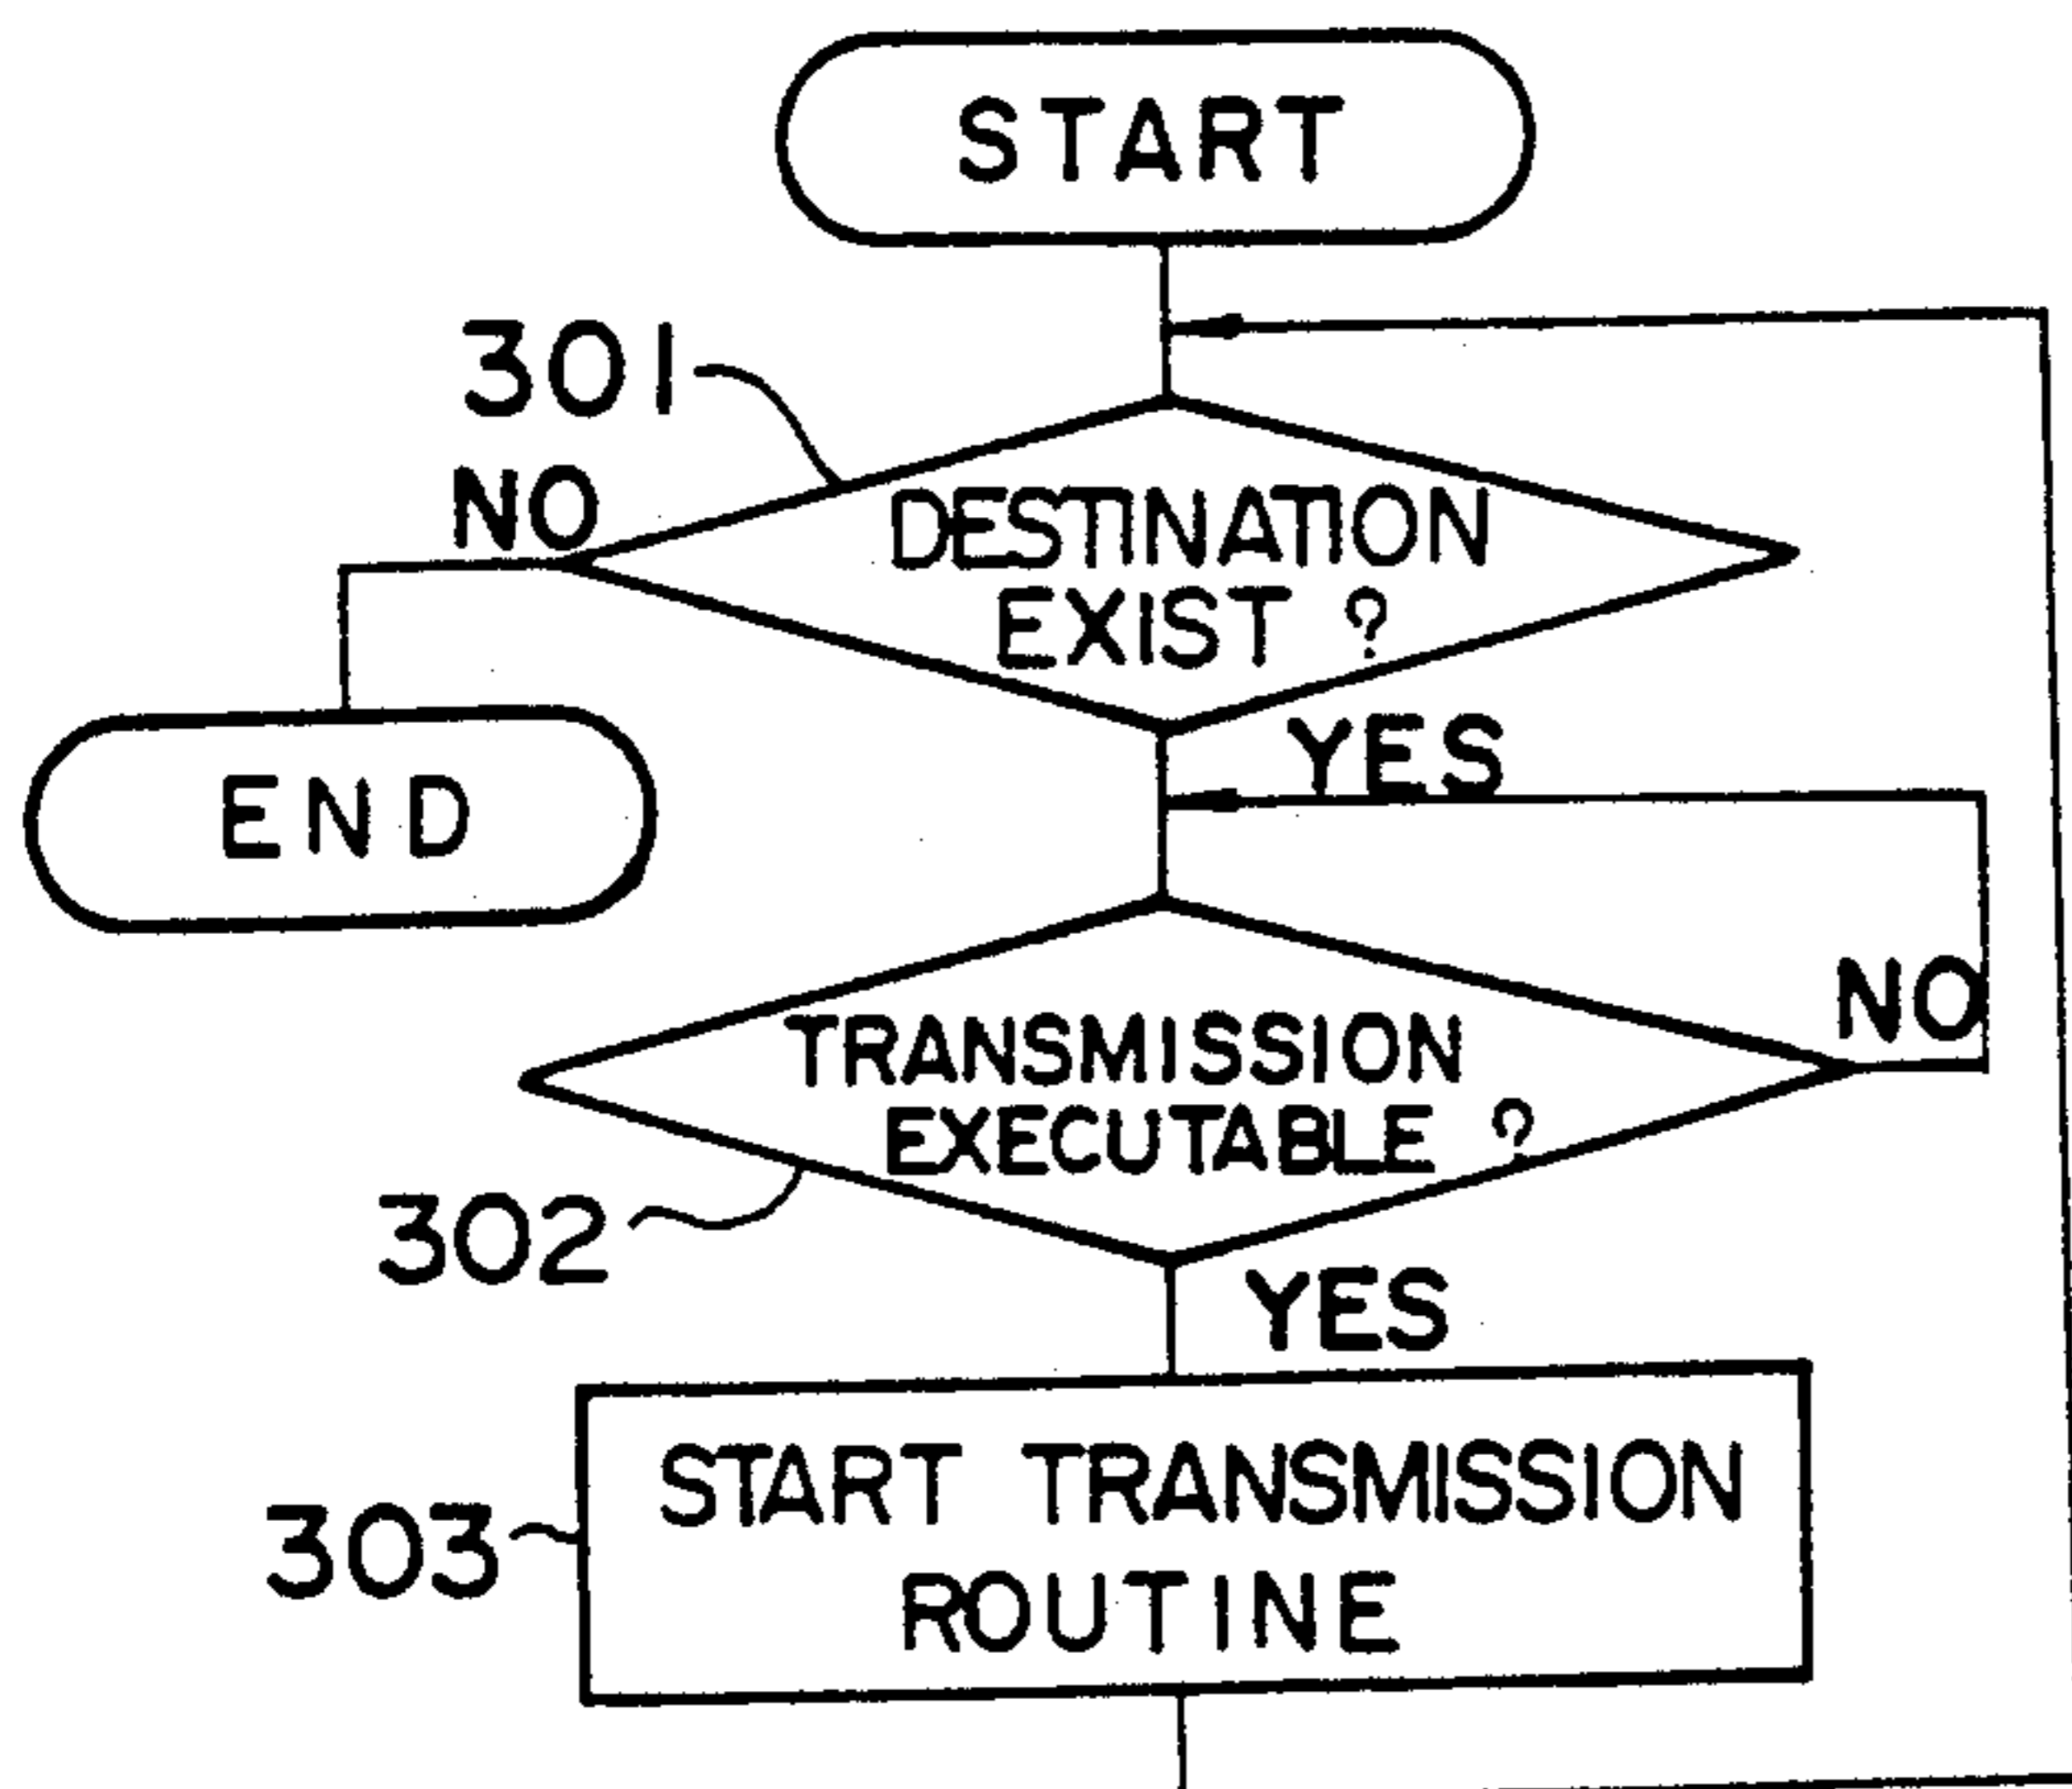 START
301
NO
DESTINATION
EXIST ?
YES
END
NO
TRANSMISSION
EXECUTABLE ?
302
YES
START TRANSMISSION
303
ROUTINE